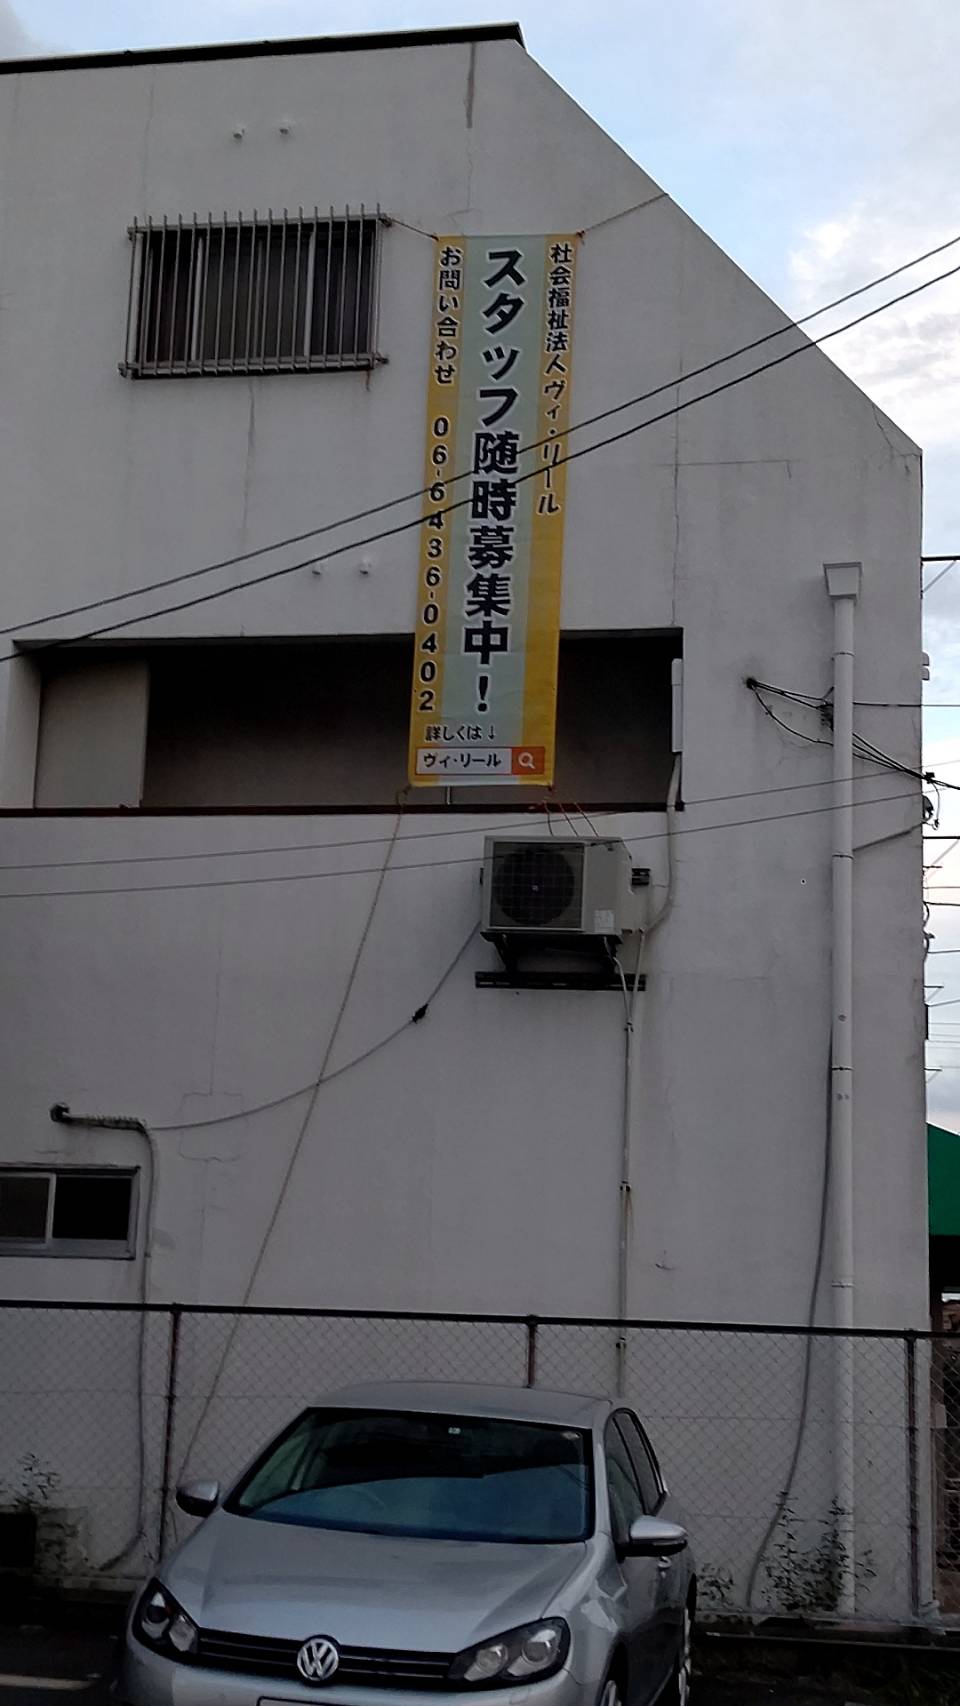 社会福祉法人ヴィ・リール
スタッフ随時募集中!
お問い合わせ 06-6436-0402
詳しくは↓
ヴィ・リール